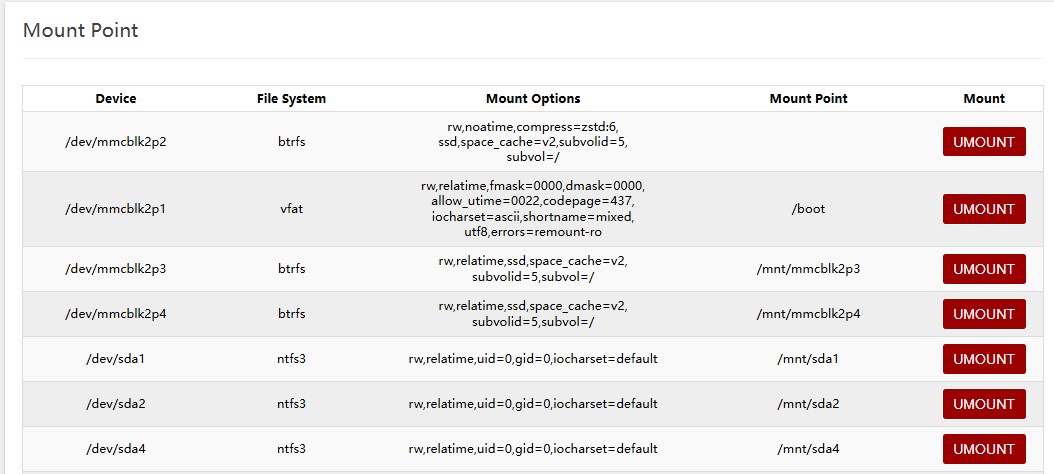 Mount Point
Device File System Mount Options Mount Point Mount
/dev/mmcblk2p2 btrfs rw,noatime,compress=zstd:6, UMOUNT
ssd,space_cache=v2,subvolid=5,
subvol=/
/dev/mmcblk2p1 vfat rw,relatime,fmask=0000,dmask=0000, /boot UMOUNT
allow_utime=0022,codepage=437,
iocharset=ascii,shortname=mixed,
utf8,errors=remount-ro
/dev/mmcblk2p3 btrfs rw,relatime,ssd,space_cache=v2, /mnt/mmcblk2p3 UMOUNT
subvolid=5,subvol=/
/dev/mmcblk2p4 btrfs rw,relatime,ssd,space_cache=v2, /mnt/mmcblk2p4 UMOUNT
subvolid=5,subvol=/
/dev/sda1 ntfs3 rw,relatime,uid=0,gid=0,iocharset=default /mnt/sda1 UMOUNT
/dev/sda2 ntfs3 rw,relatime,uid=0,gid=0,iocharset=default /mnt/sda2 UMOUNT
/dev/sda4 ntfs3 rw,relatime,uid=0,gid=0,iocharset=default /mnt/sda4 UMOUNT